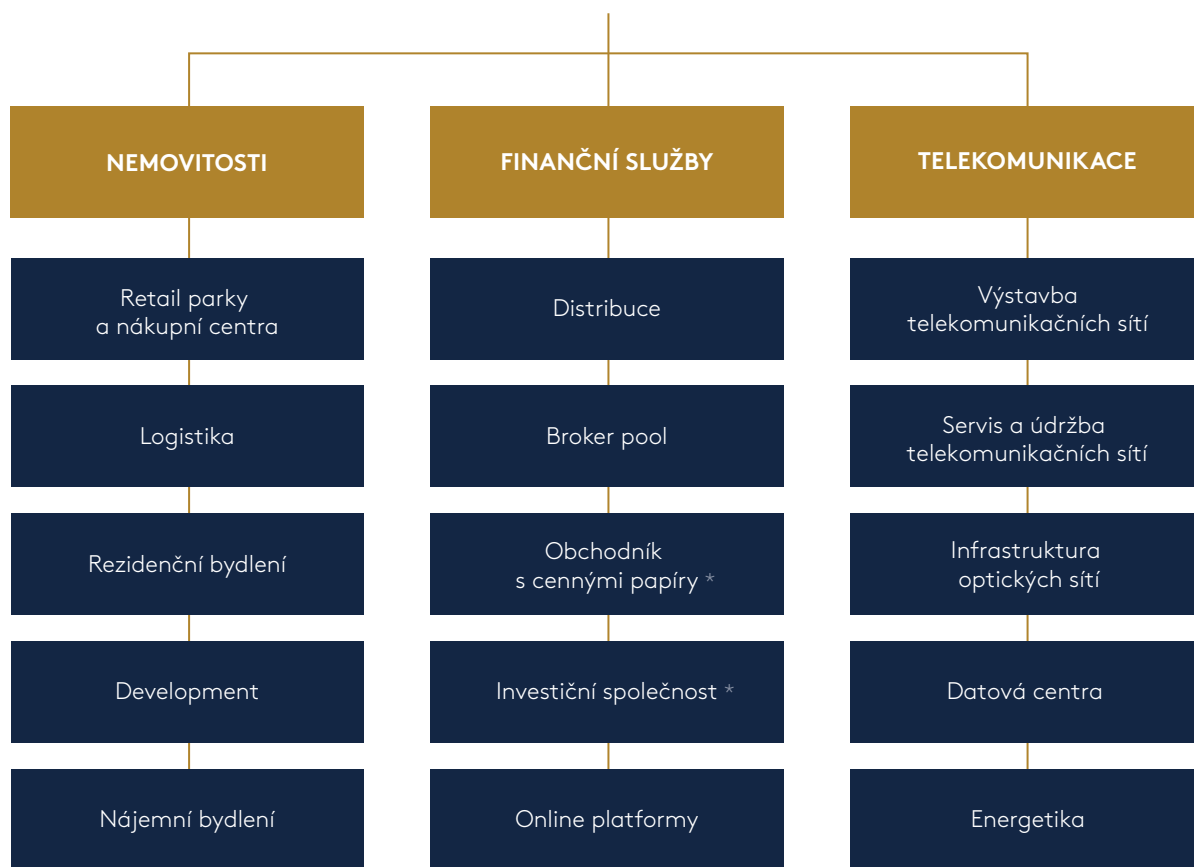 NEMOVITOSTI
Retail parky
a nákupní centra
Logistika
Rezidenční bydlení
Development
Nájemní bydlení
FINANČNÍ SLUŽBY
Distribuce
Broker pool
Obchodník
s cennými papíry *
Investiční společnost *
Online platformy
TELEKOMUNIKACE
Výstavba
telekomunikačních sítí
Servis a údržba
telekomunikačních sítí
Infrastruktura
optických sítí
Datová centra
Energetika